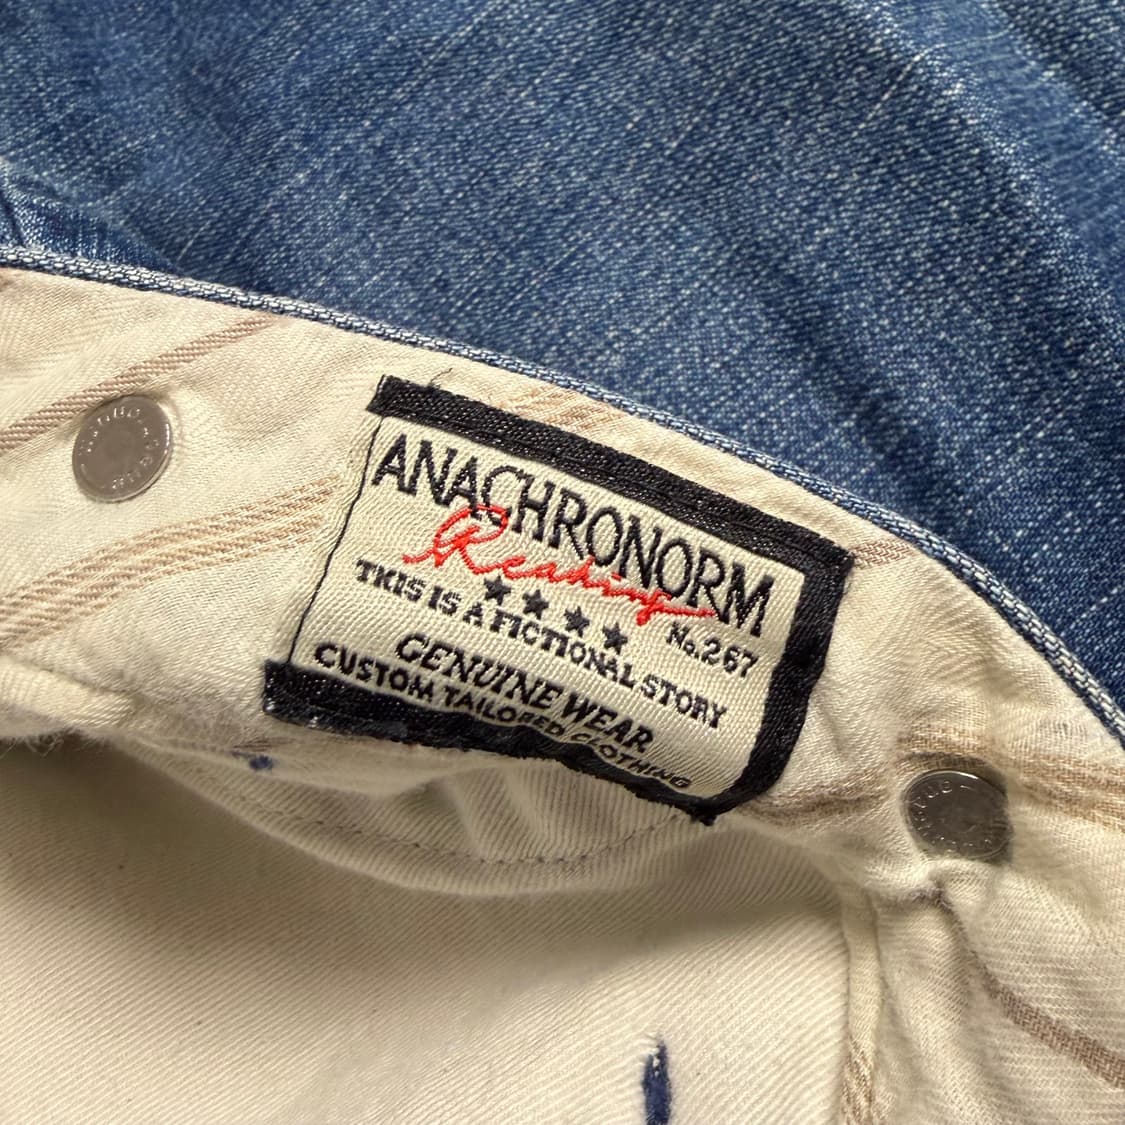 ANACHRONORM
Reading
No.267
THIS IS A FICTIONAL STORY
GENUINE WEAR
CUSTOM TAILORED CLOTHING